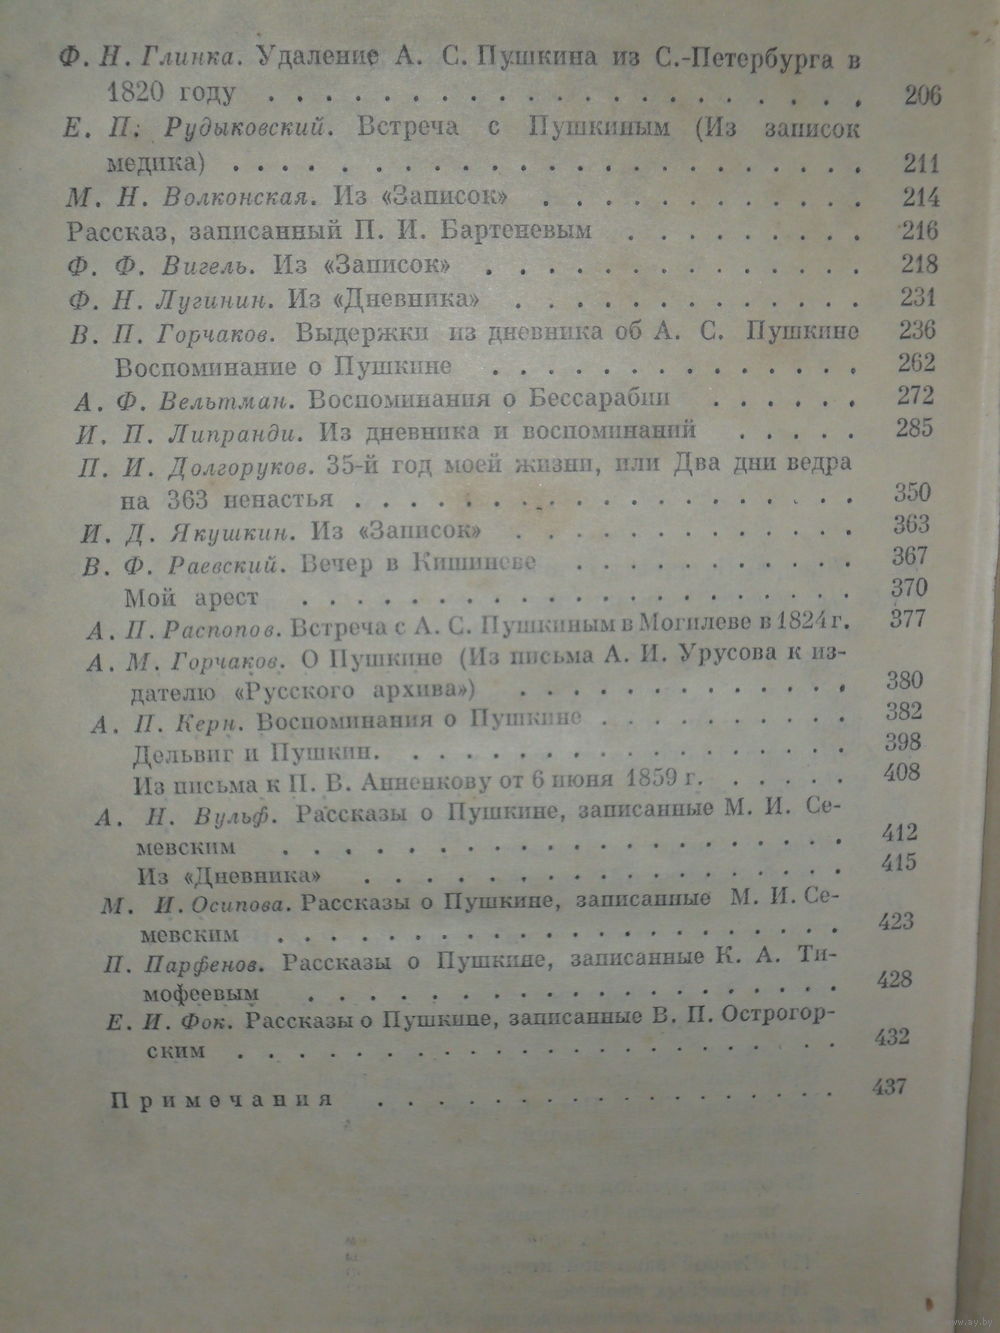 Ф. Н. Глинка. Удаление А. С. Пушкина из С.-Петербурга в
1820 году . . . . . . . . . . . . . . . . . . . . . 206
Е. П. Рудыковский. Встреча с Пушкиным (Из записок
медика) . . . . . . . . . . . . . . . . . . . . . . 211
М. Н. Волконская. Из «Записок» . . . . . . . . . . . 214
Рассказ, записанный П. И. Бартеневым . . . . . . . . 216
Ф. Ф. Вигель. Из «Записок» . . . . . . . . . . . . . 218
Ф. Н. Лугинин. Из «Дневника» . . . . . . . . . . . . 231
В. П. Горчаков. Выдержки из дневника об А. С. Пушкине 236
Воспоминание о Пушкине . . . . . . . . . . . . . 262
А. Ф. Вельтман. Воспоминания о Бессарабии . . . . . . 272
И. П. Липранди. Из дневника и воспоминаний . . . . . 285
П. И. Долгоруков. 35-й год моей жизни, или Два дни ведра
на 363 ненастья . . . . . . . . . . . . . . . . . . 350
И. Д. Якушкин. Из «Записок» . . . . . . . . . . . . . 363
В. Ф. Раевский. Вечер в Кишиневе . . . . . . . . . . 367
Мой арест . . . . . . . . . . . . . . . . . . 370
А. П. Распопов. Встреча с А. С. Пушкиным в Могилеве в 1824 г. 377
А. М. Горчаков. О Пушкине (Из письма А. И. Урусова к из-
дателю «Русского архива») . . . . . . . . . . . . 380
А. П. Керн. Воспоминания о Пушкине . . . . . . . . . 382
Дельвиг и Пушкин. . . . . . . . . . . . . . . . . 398
Из письма к П. В. Анненкову от 6 июня 1859 г. . . . . . 408
А. Н. Вульф. Рассказы о Пушкине, записанные М. И. Се-
мевским . . . . . . . . . . . . . . . . . . . 412
Из «Дневника» . . . . . . . . . . . . . . . . 415
М. И. Осипова. Рассказы о Пушкине, записанные М. И. Се-
мевским . . . . . . . . . . . . . . . . . . . 423
П. Парфенов. Рассказы о Пушкине, записанные К. А. Ти-
мофеевым . . . . . . . . . . . . . . . . . . 428
Е. И. Фок. Рассказы о Пушкине, записанные В. П. Острогор-
ским . . . . . . . . . . . . . . . . . . . . 432
Примечания . . . . . . . . . . . . . . . 437
www.ay.by